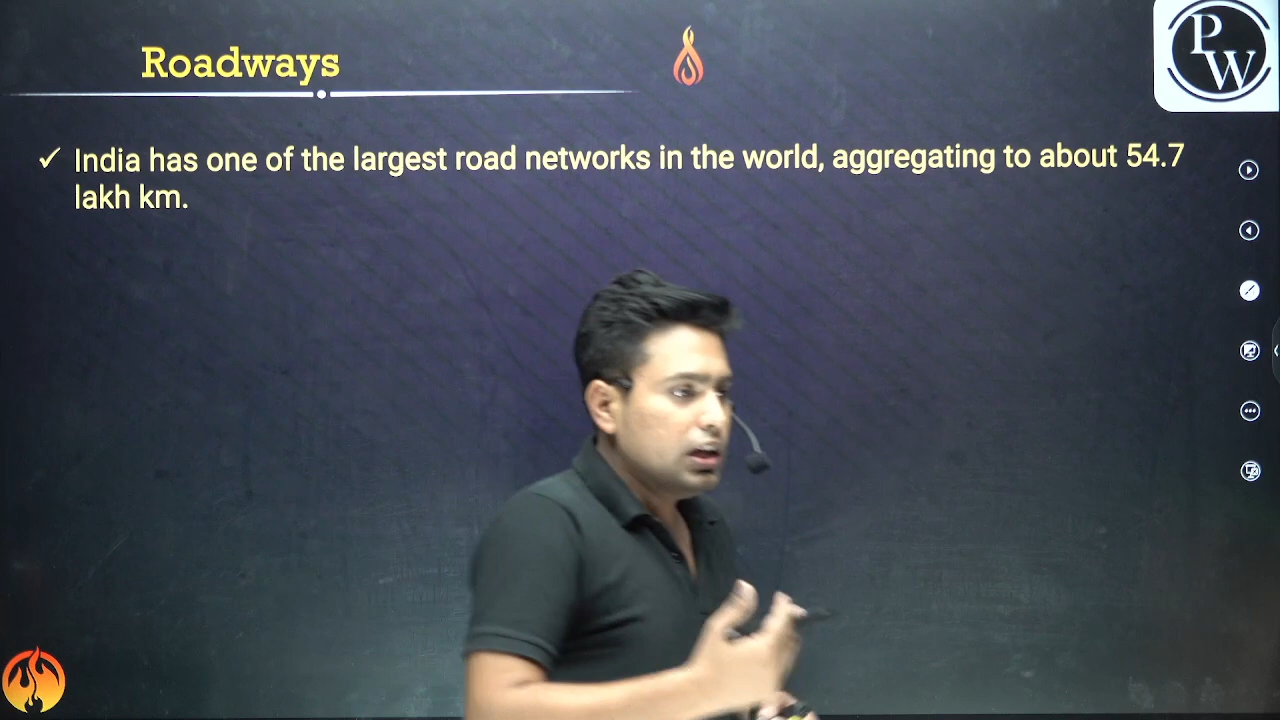 Roadways
PW
✓ India has one of the largest road networks in the world, aggregating to about 54.7
lakh km.